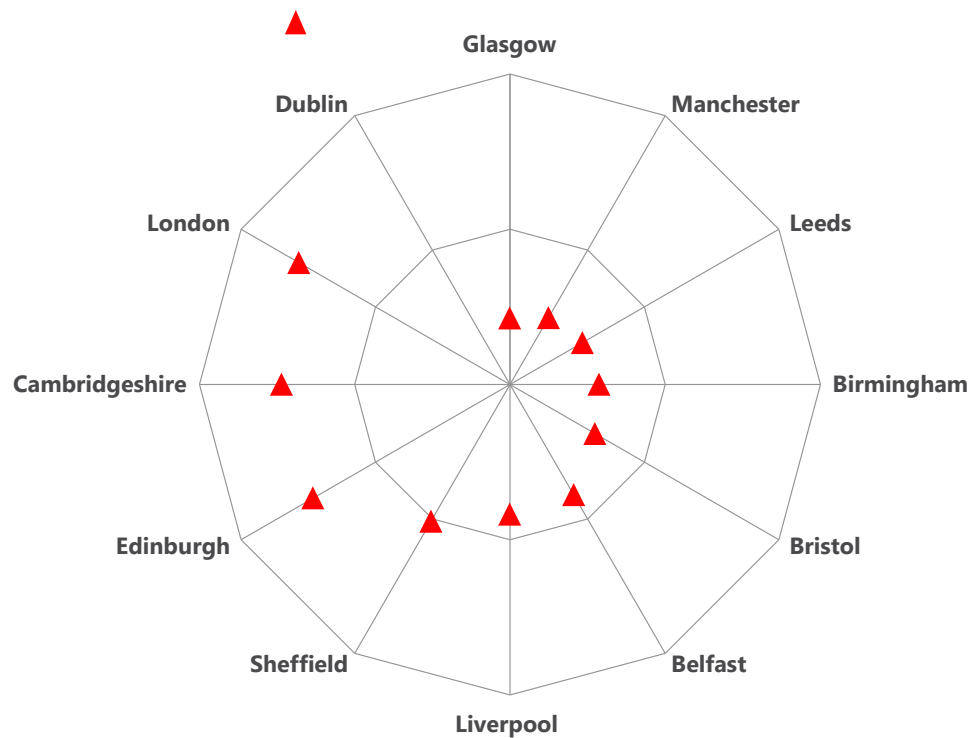 Glasgow
Dublin
Manchester
London
Leeds
Cambridgeshire
Birmingham
Edinburgh
Bristol
Sheffield
Belfast
Liverpool